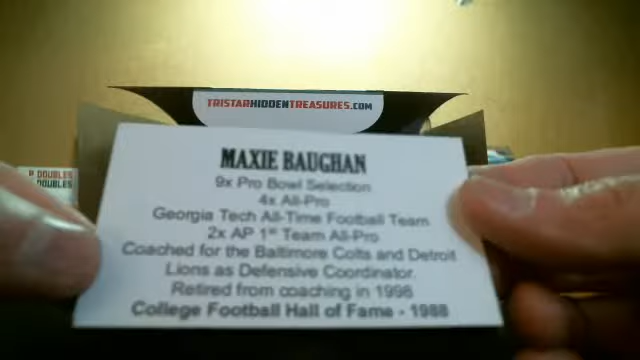 TRISTARHIDDENTREASURES.COM
DOUBLES
DOUBLES
MAXIE BAUGHAN
9x Pro Bowl Selection
4x All-Pro
Georgia Tech All-Time Football Team
2x AP 1st Team All-Pro
Coached for the Baltimore Colts and Detroit
Lions as Defensive Coordinator.
Retired from coaching in 1998
College Football Hall of Fame - 1988